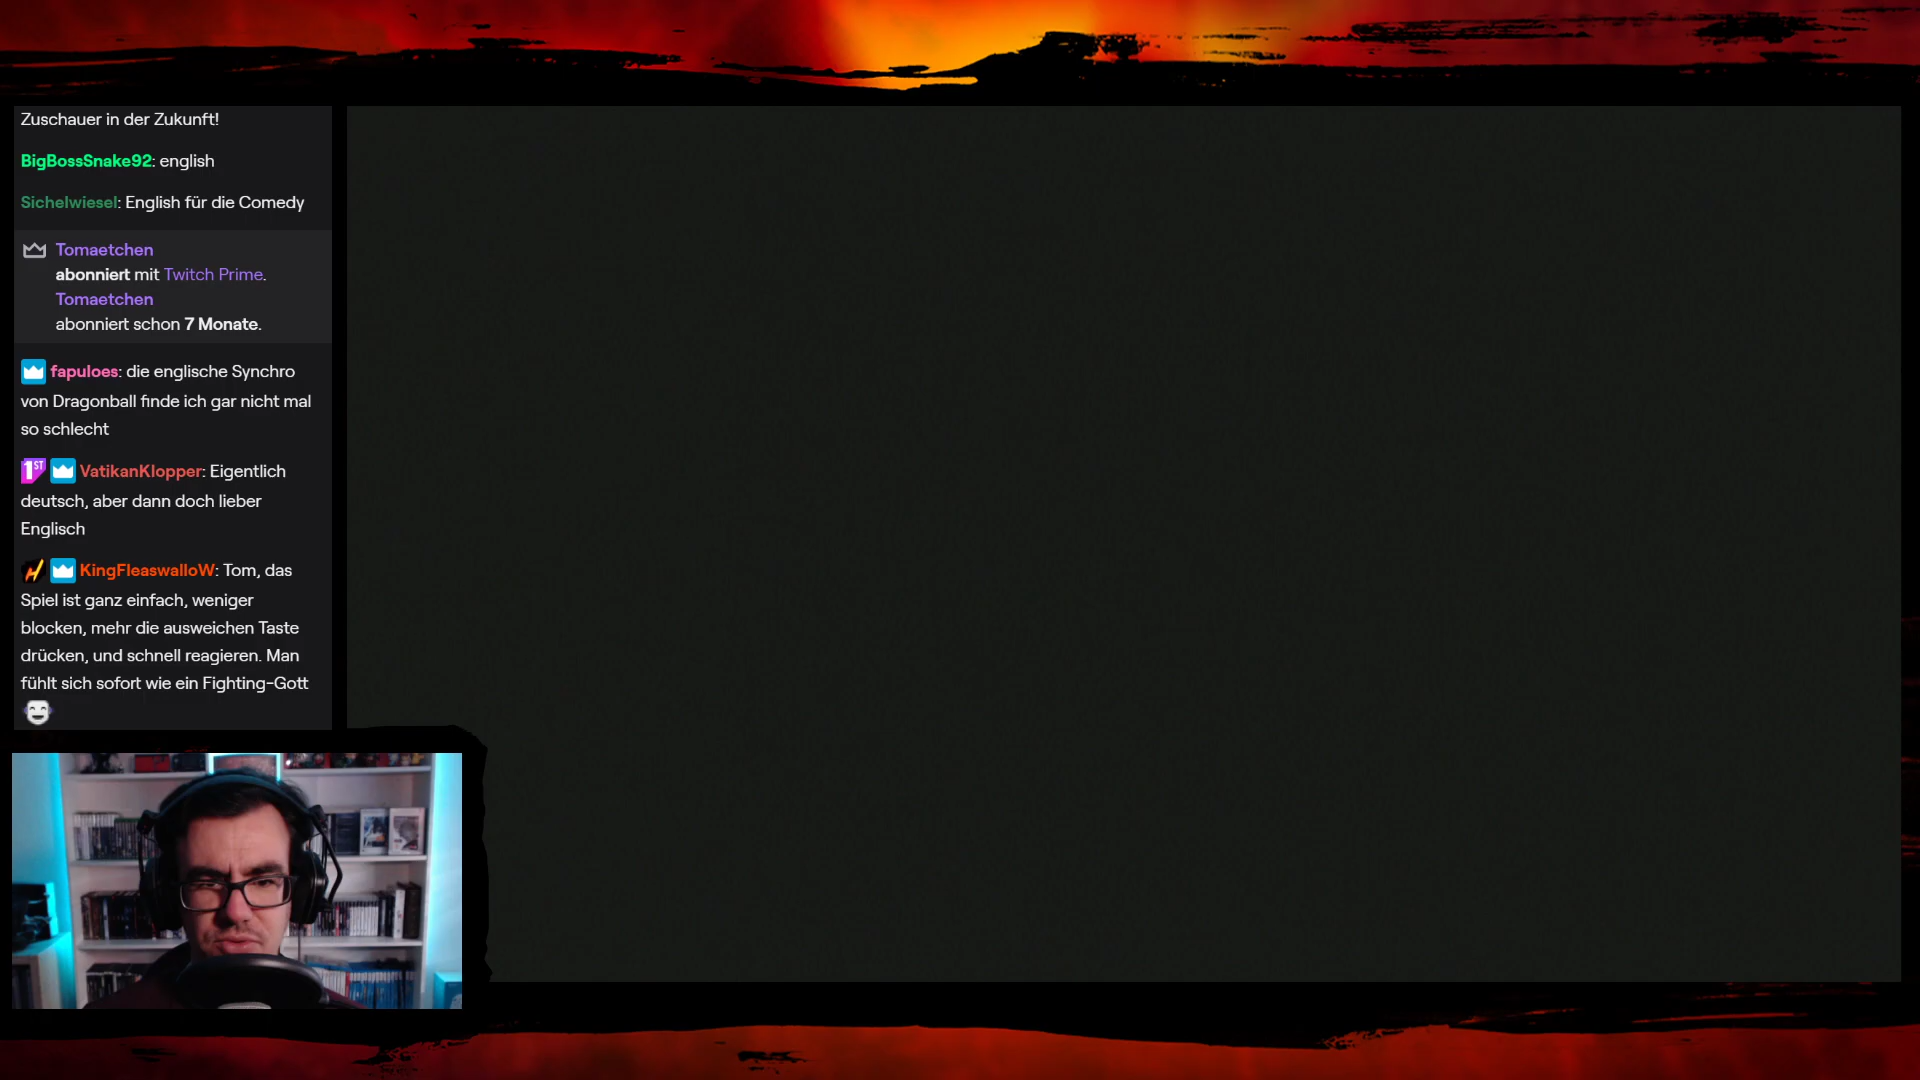 Zuschauer in der Zukunft!
BigBossSnake92: english
Sichelwiesel: English für die Comedy
Tomaetchen
abonniert mit Twitch Prime.
Tomaetchen
abonniert schon 7 Monate.
fapuloes: die englische Synchro
von Dragonball finde ich gar nicht mal
so schlecht
1ST VatikanKlopper: Eigentlich
deutsch, aber dann doch lieber
Englisch
KingFleaswalloW: Tom, das
Spiel ist ganz einfach, weniger
blocken, mehr die ausweichen Taste
drücken, und schnell reagieren. Man
fühlt sich sofort wie ein Fighting-Gott